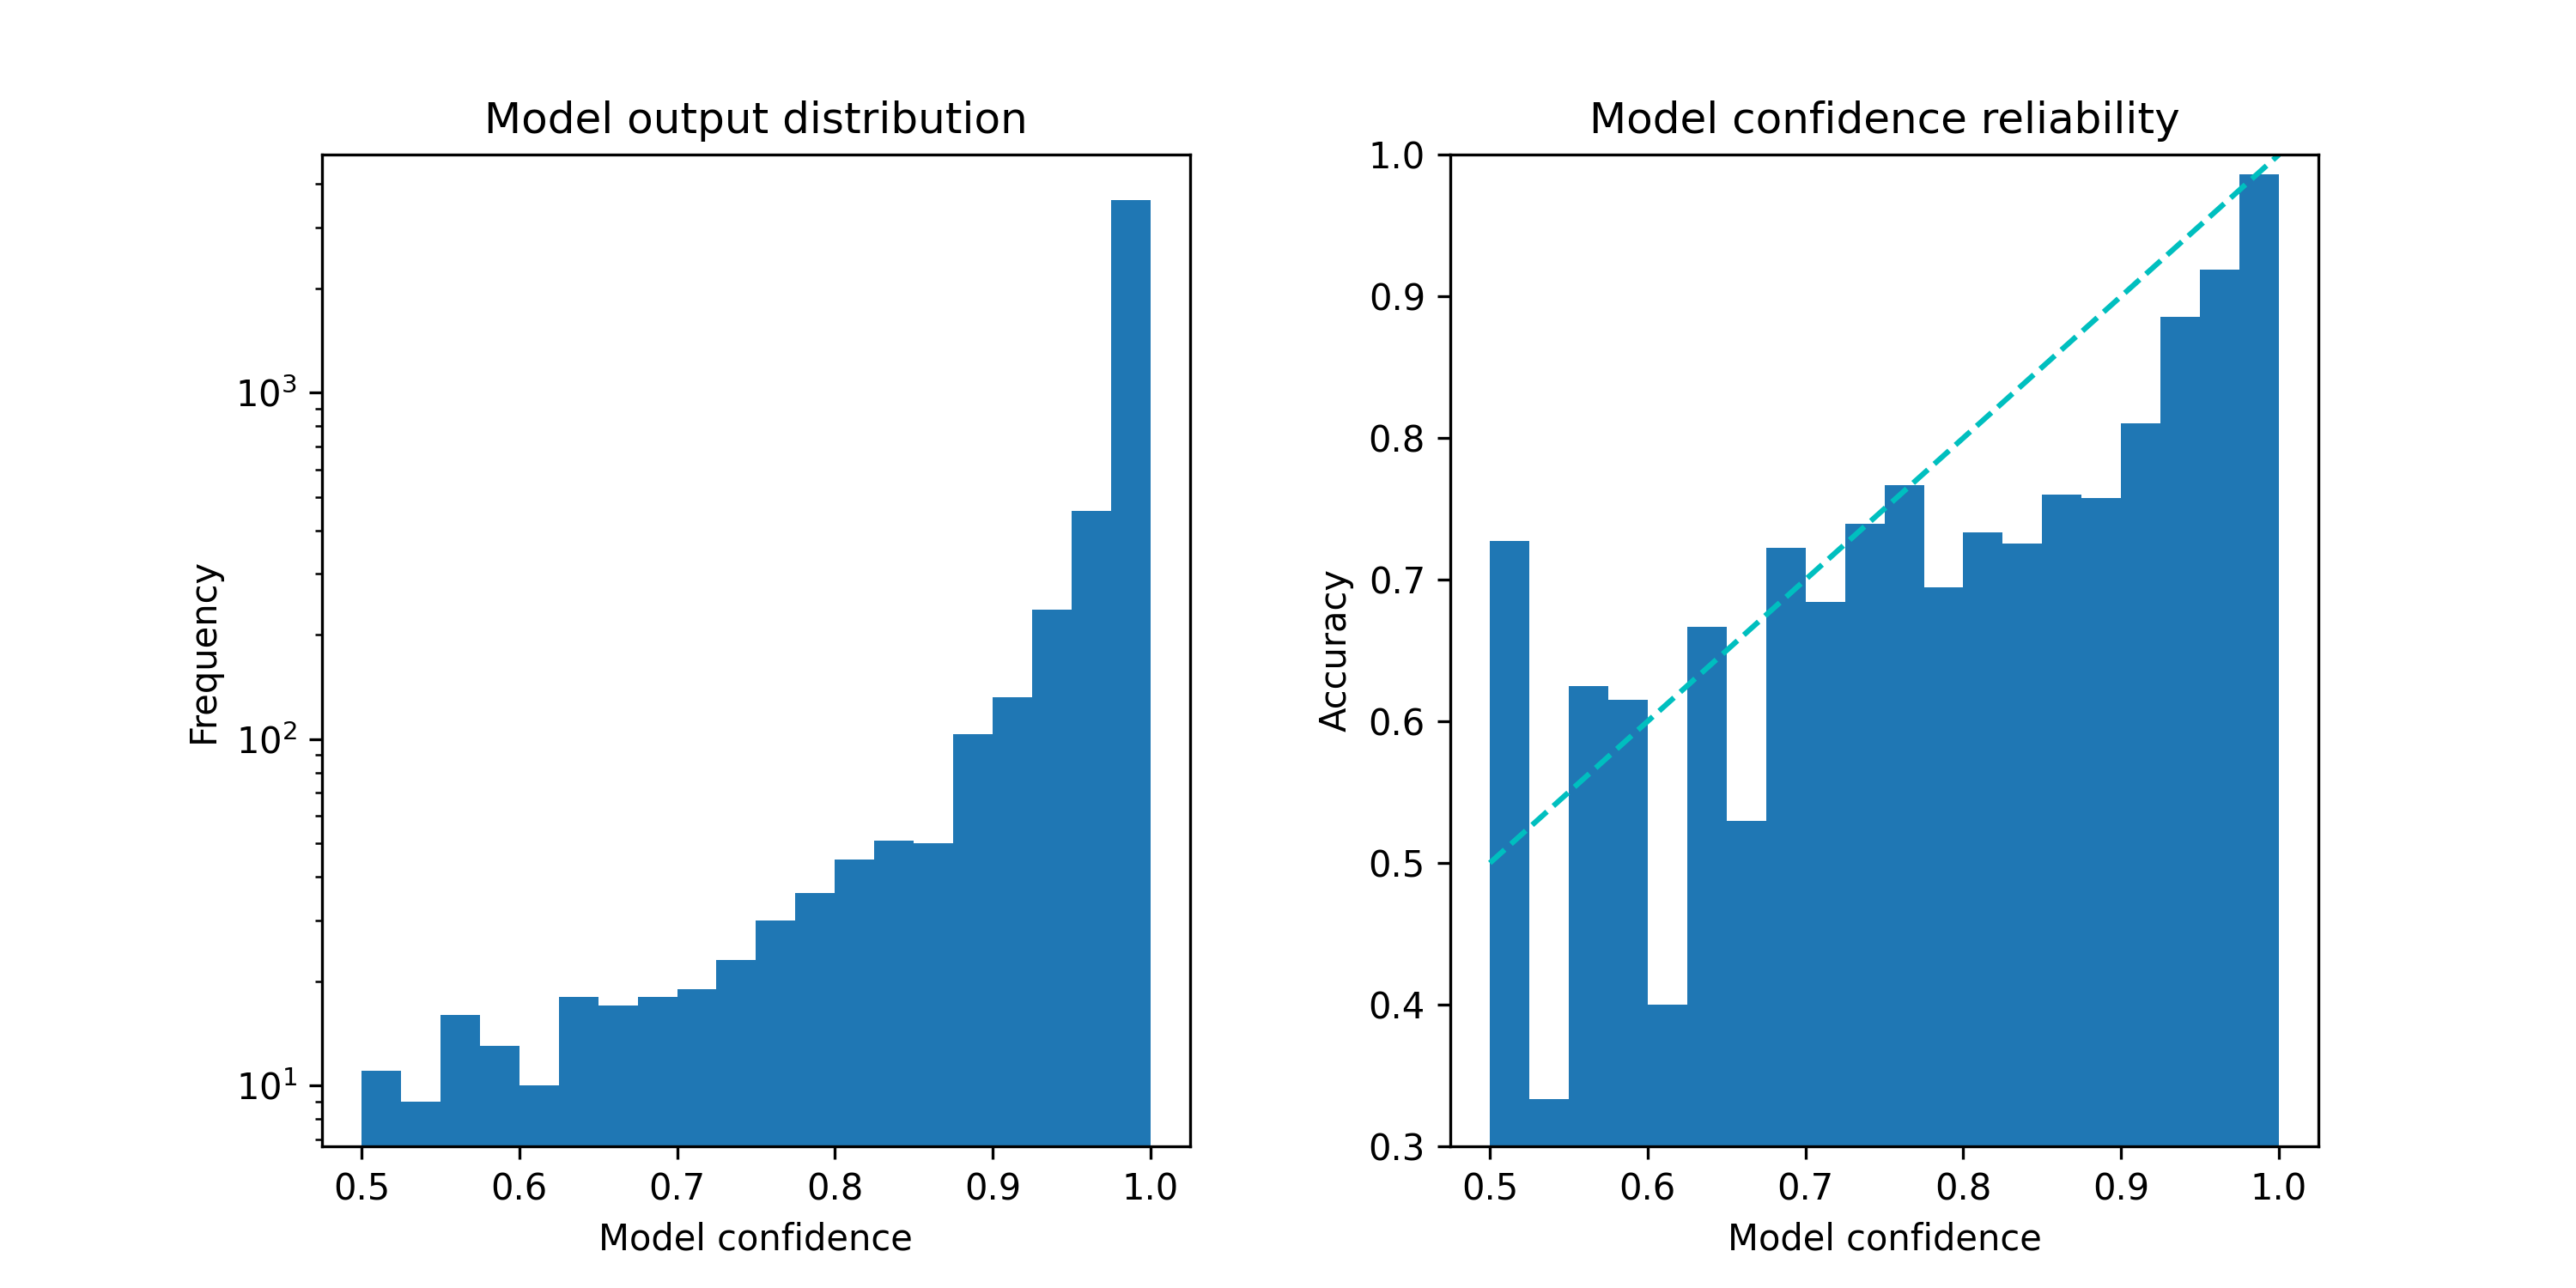 Model output distribution
Frequency
10³
10²
10¹
0.5 0.6 0.7 0.8 0.9 1.0
Model confidence
Model confidence reliability
Accuracy
1.0
0.9
0.8
0.7
0.6
0.5
0.4
0.3
0.5 0.6 0.7 0.8 0.9 1.0
Model confidence